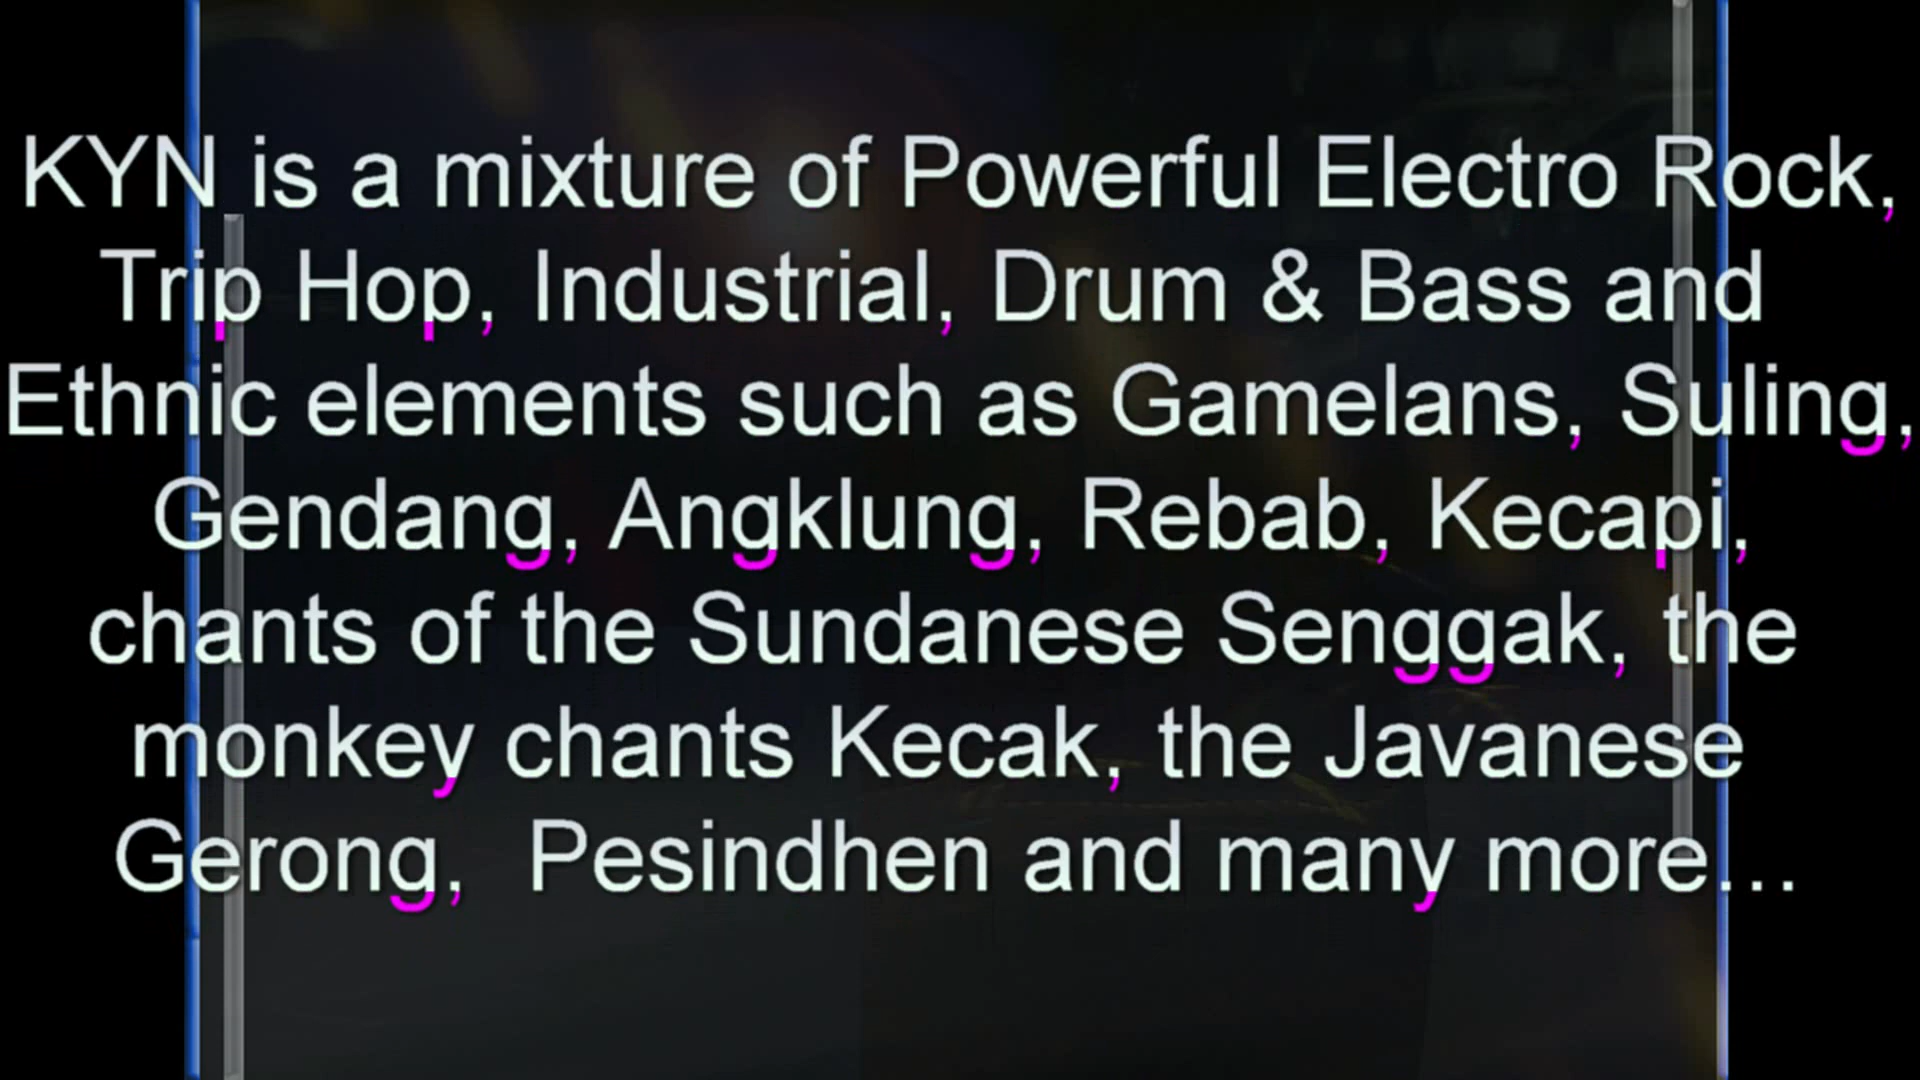 KYN is a mixture of Powerful Electro Rock,
Trip Hop, Industrial, Drum & Bass and
Ethnic elements such as Gamelans, Suling,
Gendang, Angklung, Rebab, Kecapi,
chants of the Sundanese Senggak, the
monkey chants Kecak, the Javanese
Gerong,  Pesindhen and many more...